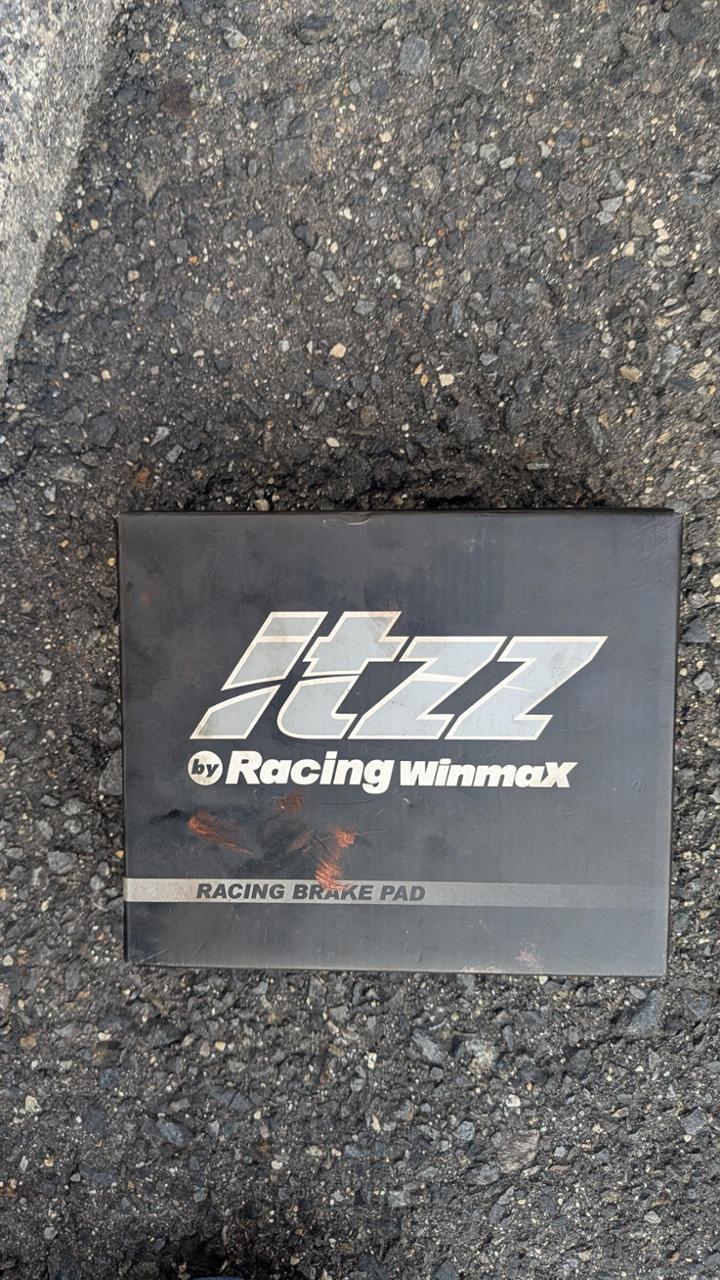 itzz
by Racing winmax
RACING BRAKE PAD